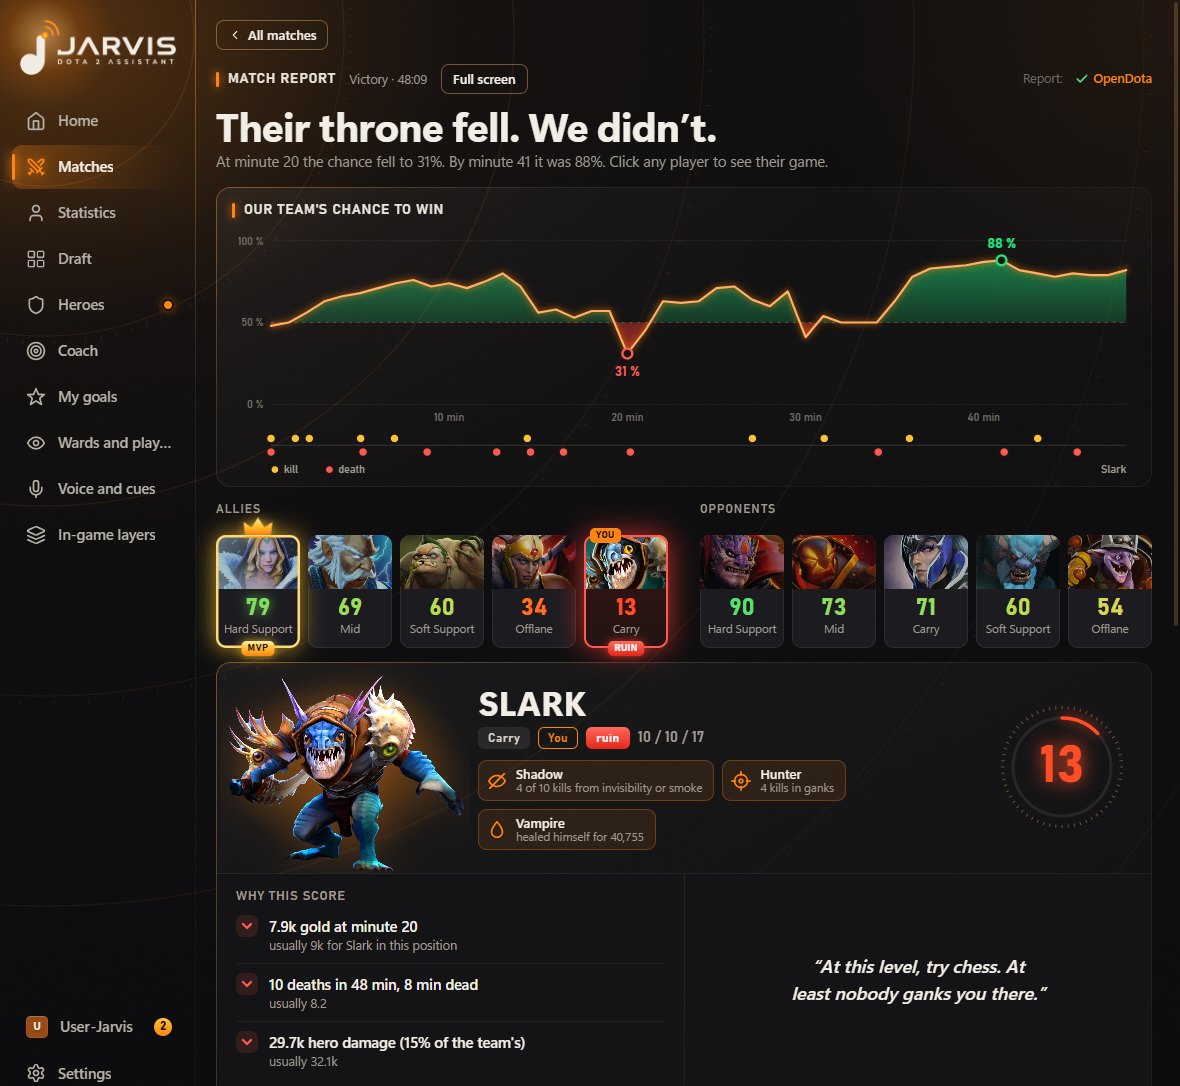 JARVIS
DOTA 2 ASSISTANT
Home
Matches
Statistics
Draft
Heroes
Coach
My goals
Wards and play...
Voice and cues
In-game layers
U User-Jarvis 2
Settings
All matches
MATCH REPORT Victory · 48:09 Full screen Report: OpenDota
Their throne fell. We didn’t.
At minute 20 the chance fell to 31%. By minute 41 it was 88%. Click any player to see their game.
OUR TEAM'S CHANCE TO WIN
100 %
88 %
50 %
31 %
0 %
10 min 20 min 30 min 40 min
kill death Slark
ALLIES
YOU
79 69 60 34 13
Hard Support Mid Soft Support Offlane Carry
MVP RUIN
OPPONENTS
90 73 71 60 54
Hard Support Mid Carry Soft Support Offlane
SLARK
Carry You ruin 10 / 10 / 17
Shadow
4 of 10 kills from invisibility or smoke
Hunter
4 kills in ganks
Vampire
healed himself for 40,755
13
WHY THIS SCORE
7.9k gold at minute 20
usually 9k for Slark in this position
10 deaths in 48 min, 8 min dead
usually 8.2
29.7k hero damage (15% of the team's)
usually 32.1k
“At this level, try chess. At
least nobody ganks you there.”